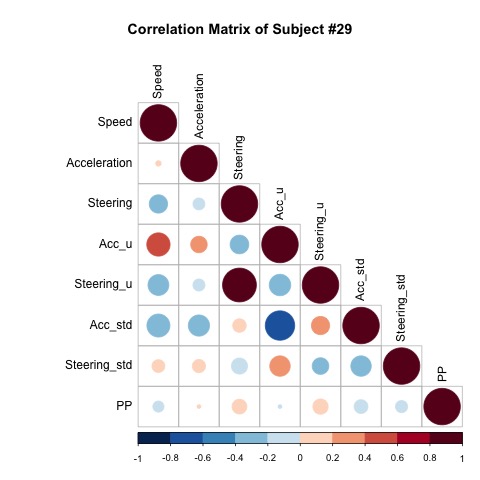 Correlation Matrix of Subject #29
Speed
Acceleration
Steering
Acc_u
Steering_u
Acc_std
Steering_std
PP
Speed
Acceleration
Steering
Acc_u
Steering_u
Acc_std
Steering_std
PP
-1 -0.8 -0.6 -0.4 -0.2 0 0.2 0.4 0.6 0.8 1